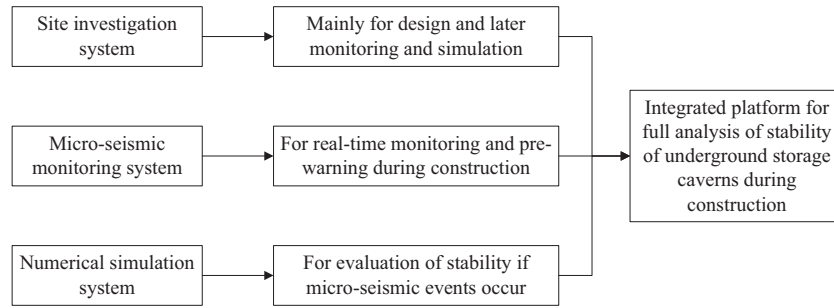 Site investigation
system
Mainly for design and later
monitoring and simulation
Micro-seismic
monitoring system
For real-time monitoring and pre-
warning during construction
Integrated platform for
full analysis of stability
of underground storage
caverns during
construction
Numerical simulation
system
For evaluation of stability if
micro-seismic events occur